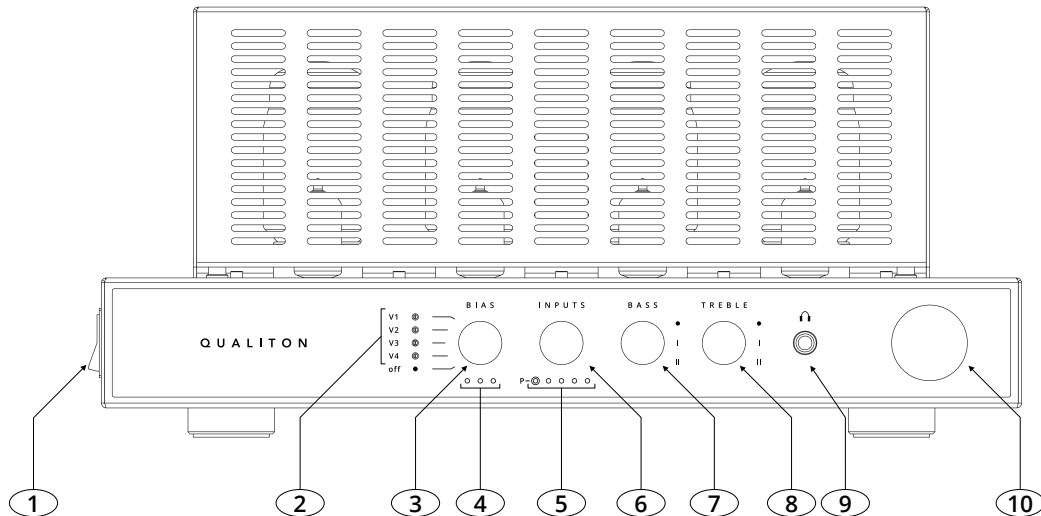 BIAS INPUTS BASS TREBLE
V1
V2
V3
V4
off
QUALITON
I
II
I
II
P
1 2 3 4 5 6 7 8 9 10